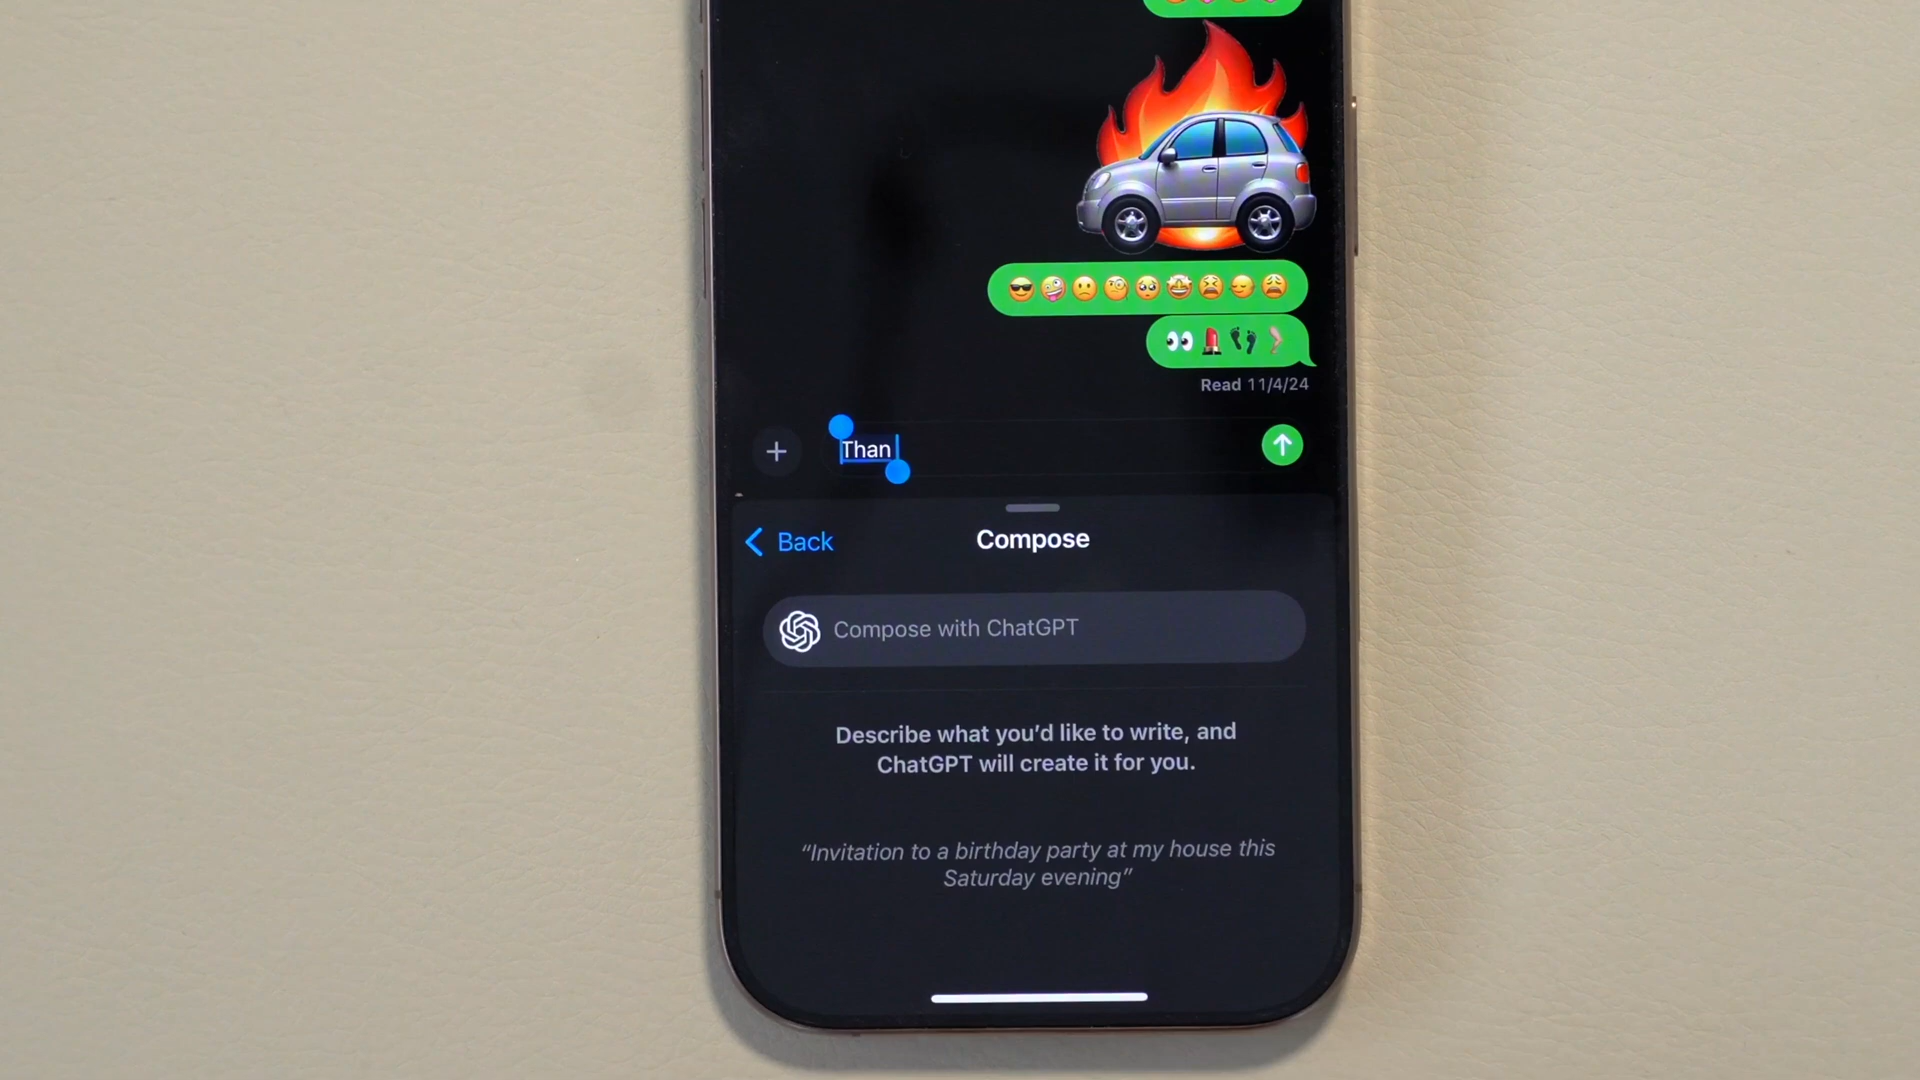 Read 11/4/24
Than
Back
Compose
Compose with ChatGPT
Describe what you’d like to write, and
ChatGPT will create it for you.
“Invitation to a birthday party at my house this
Saturday evening”